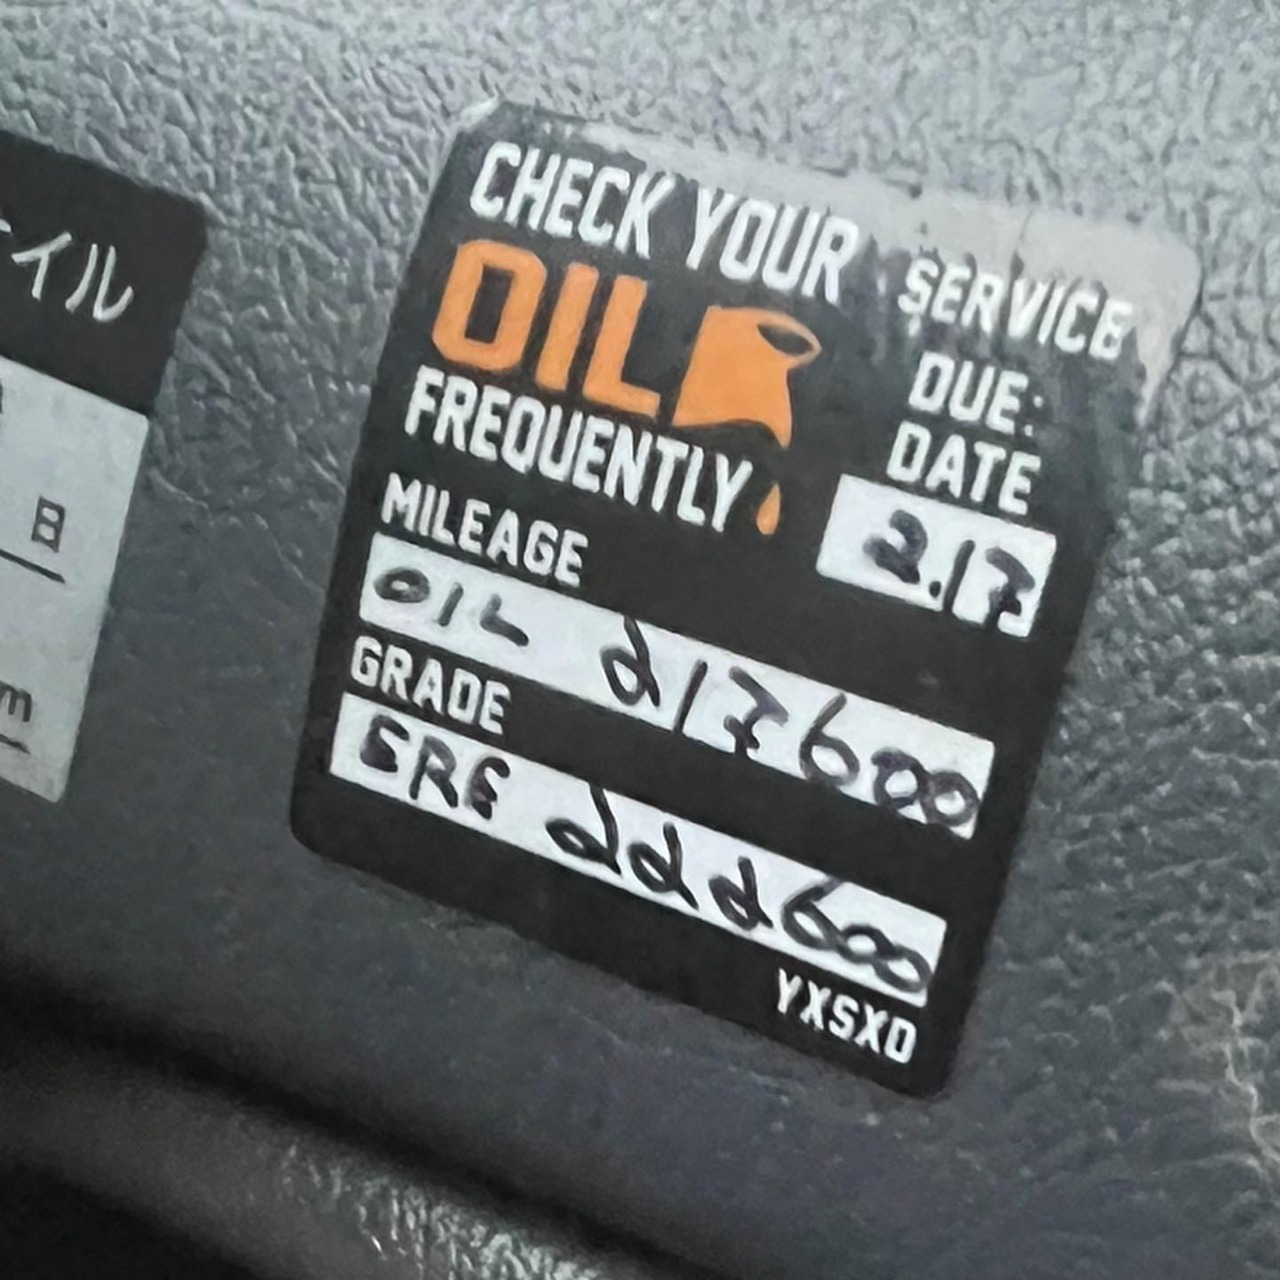 イル
日
m
CHECK YOUR
OIL
FREQUENTLY
SERVICE
DUE:
DATE
2.17
MILEAGE
OIL 217600
GRADE
ERE 222600
YXSXD